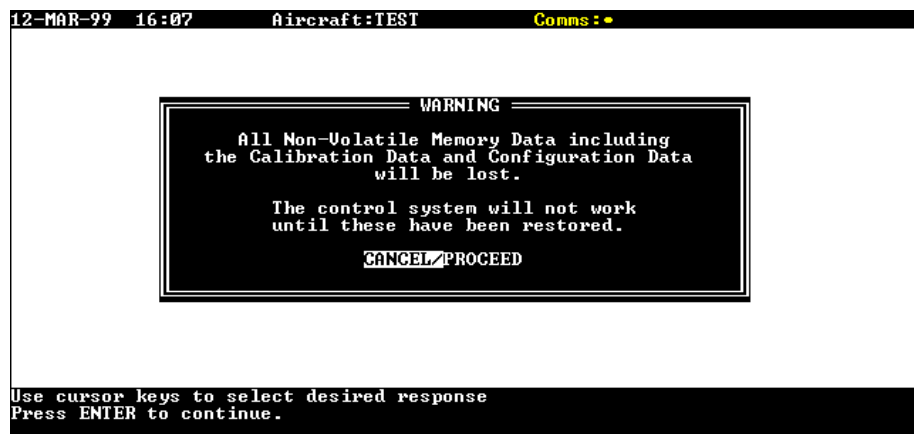 12-MAR-99 16:07 Aircraft:TEST Comms:•
WARNING
All Non-Volatile Memory Data including
the Calibration Data and Configuration Data
will be lost.
The control system will not work
until these have been restored.
CANCEL/PROCEED
Use cursor keys to select desired response
Press ENTER to continue.